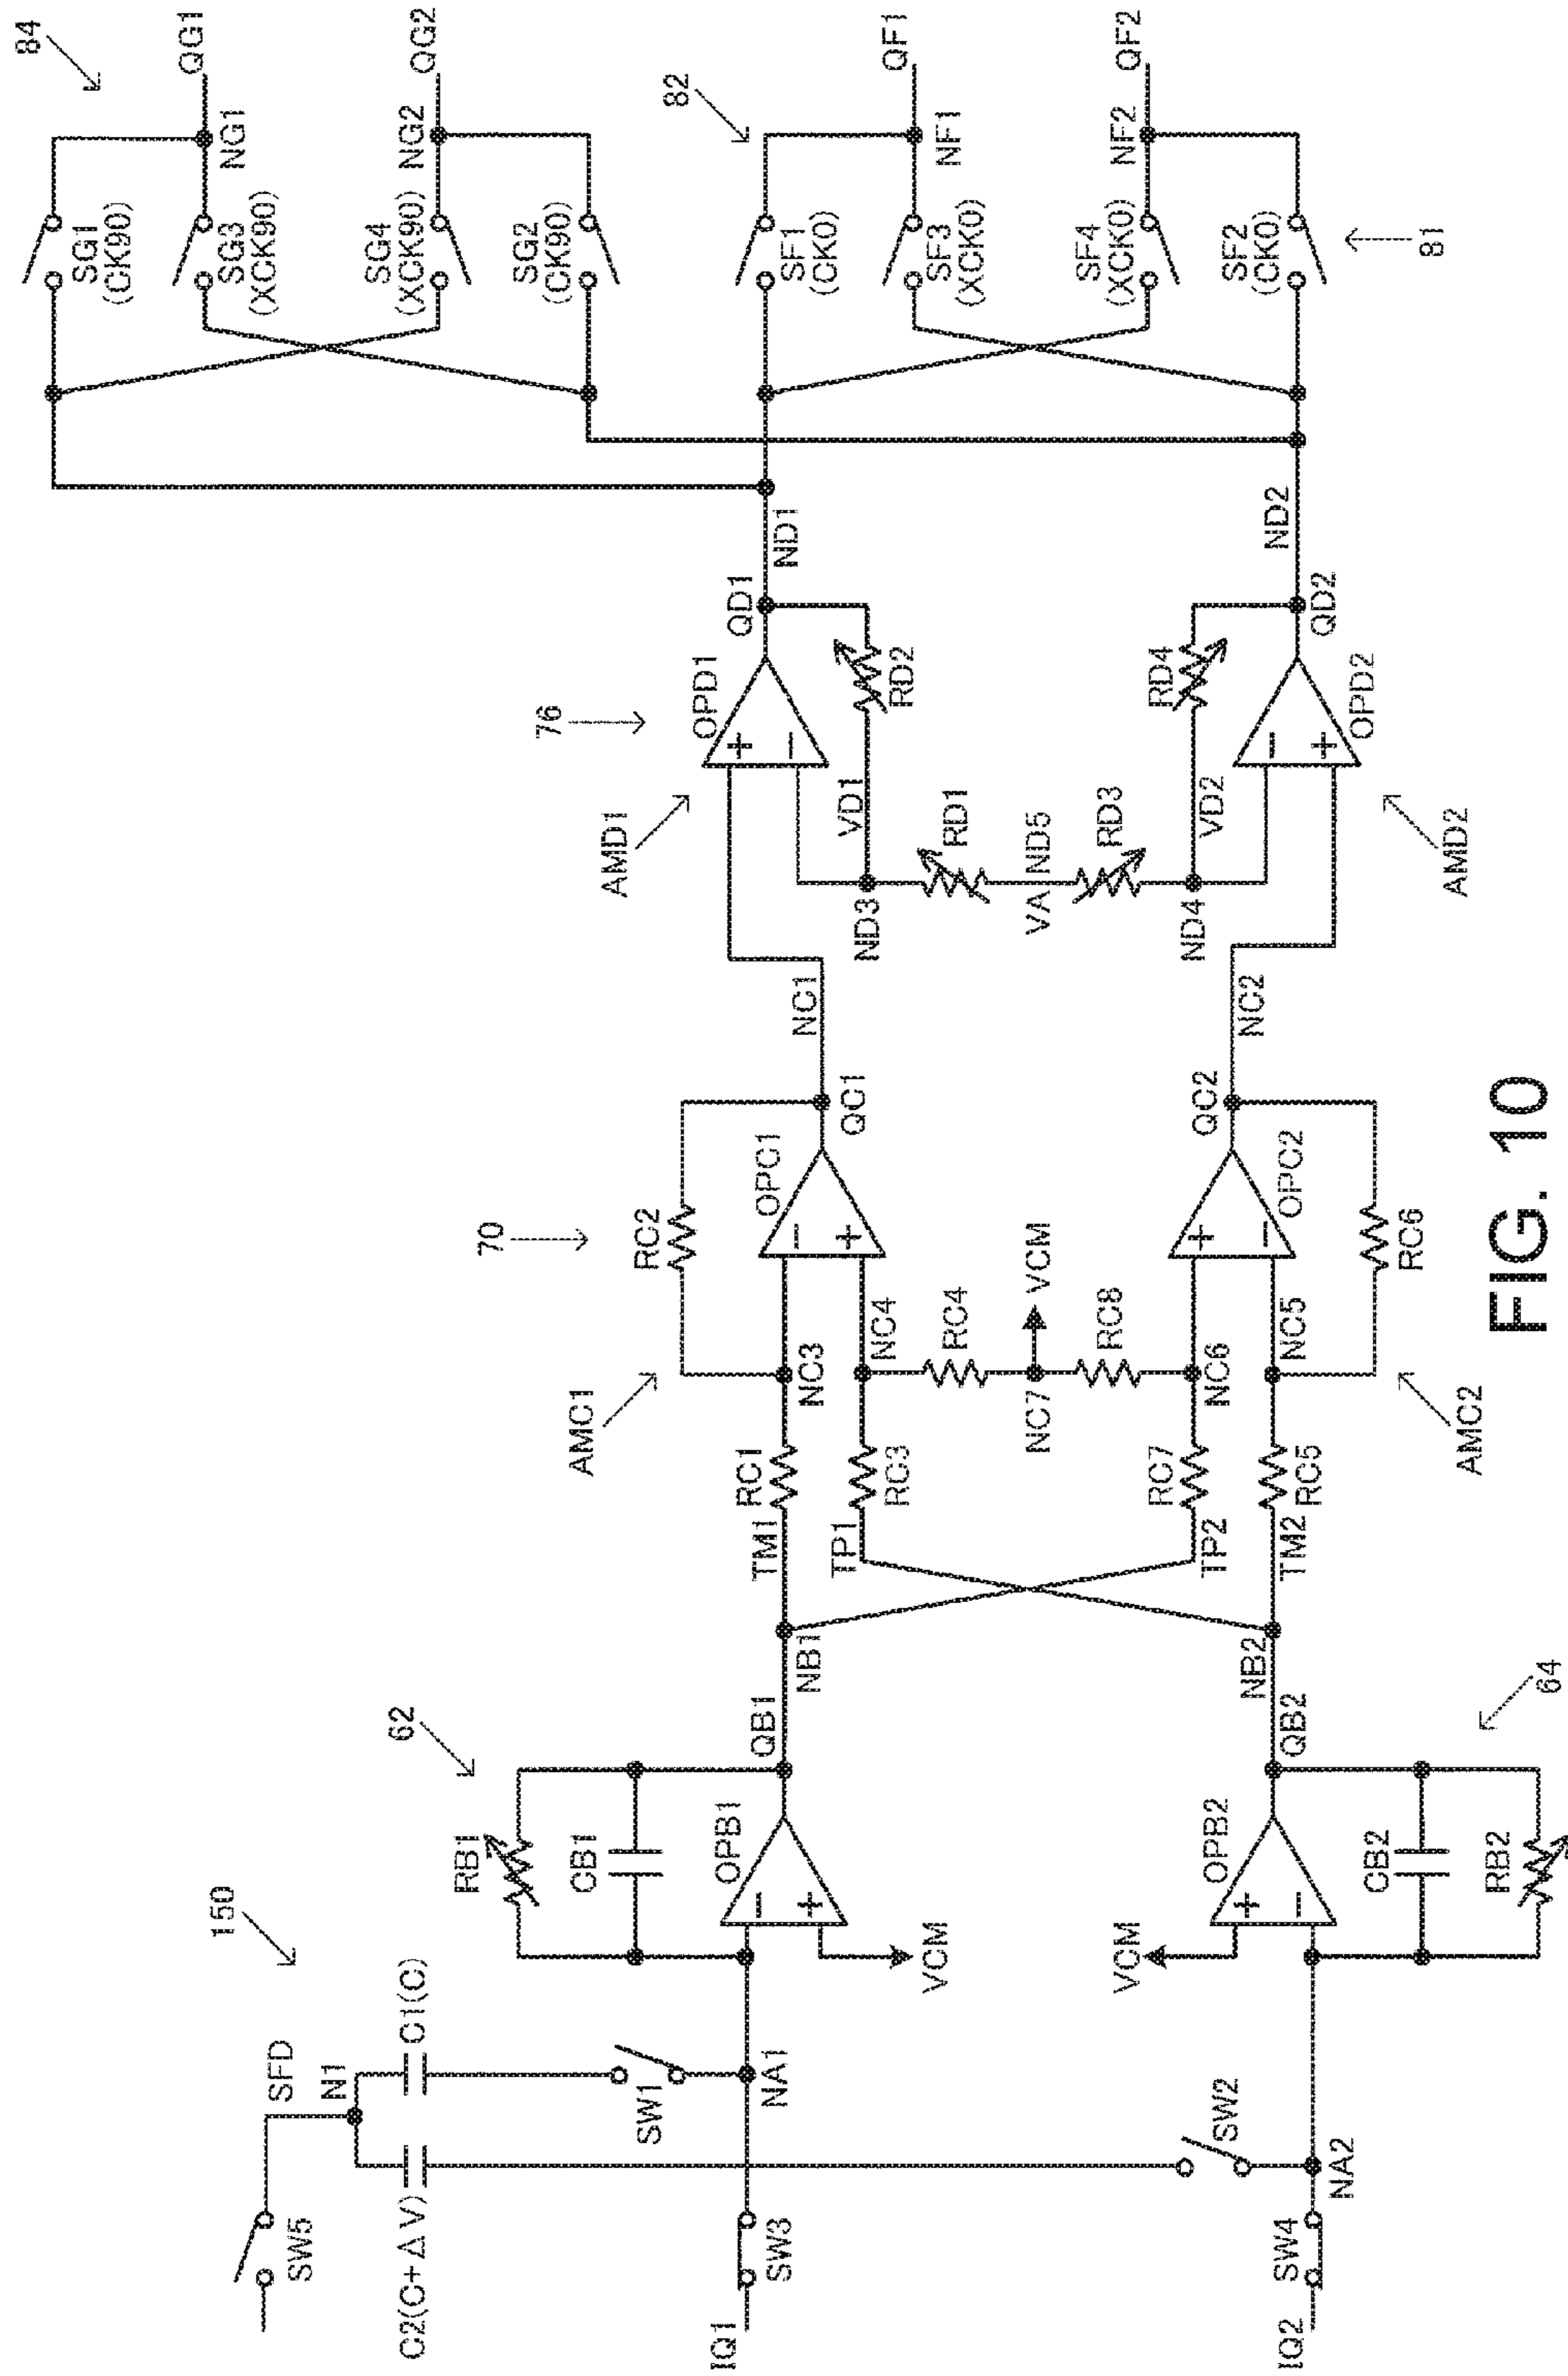 150
SW5
SFD
N1
C2(C+ΔV)
C1(C)
SW1
NA1
SW3
IQ1
SW2
NA2
SW4
IQ2
62
RB1
CB1
OPB1
VCM
QB1
NB1
VCM
OPB2
CB2
RB2
QB2
NB2
64
70
AMC1
TM1
RC1
NC3
RC2
OPC1
QC1
NC1
TP1
RC3
NC4
RC4
NC7
VCM
RC8
TP2
RC7
NC6
TM2
RC5
NC5
OPC2
RC6
QC2
NC2
AMC2
76
AMD1
OPD1
QD1
ND1
VD1
RD2
ND3
RD1
VA
ND5
RD3
ND4
VD2
RD4
OPD2
QD2
ND2
AMD2
84
SG1
(CK90)
SG3
(XCK90)
SG4
(XCK90)
SG2
(CK90)
NG1
QG1
NG2
QG2
82
SF1
(CK0)
SF3
(XCK0)
SF4
(XCK0)
SF2
(CK0)
NF1
QF1
NF2
QF2
81
FIG. 10